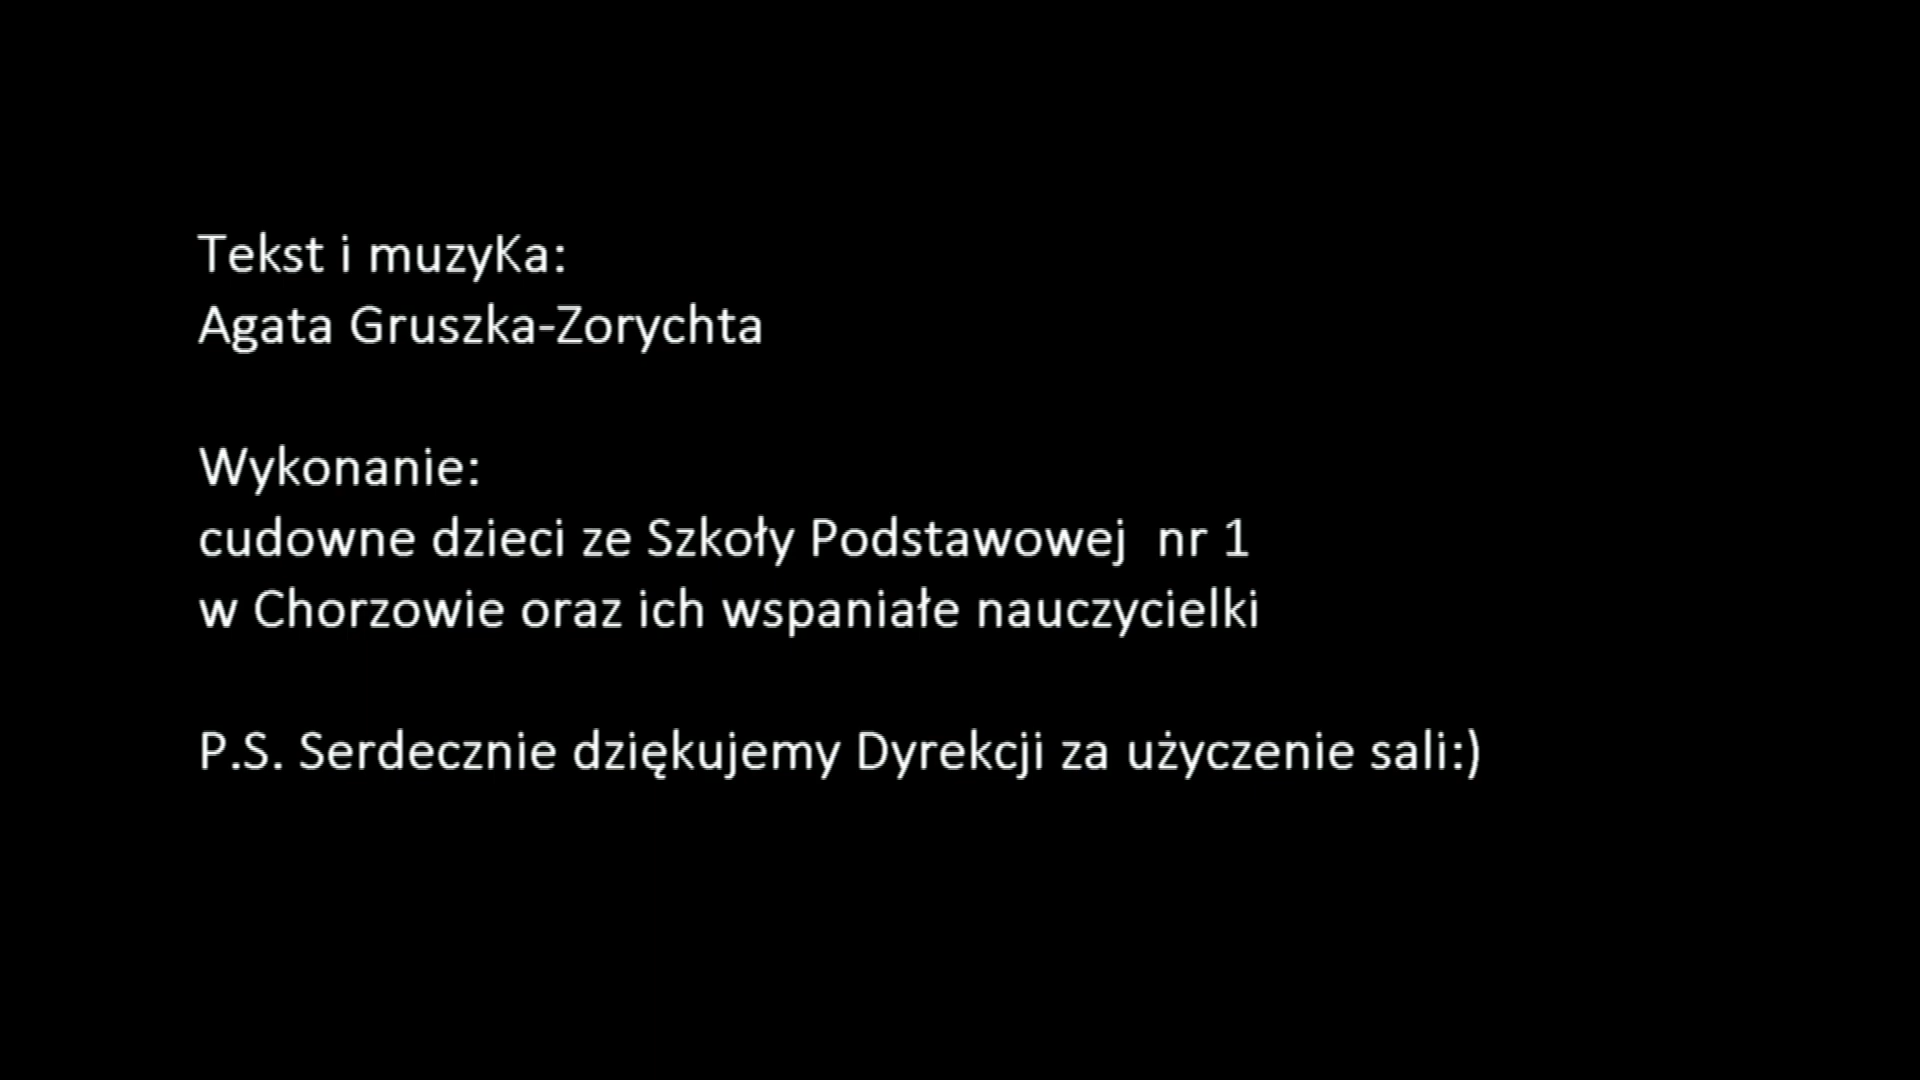 Tekst i muzyKa:
Agata Gruszka-Zorychta
Wykonanie:
cudowne dzieci ze Szkoły Podstawowej  nr 1
w Chorzowie oraz ich wspaniałe nauczycielki
P.S. Serdecznie dziękujemy Dyrekcji za użyczenie sali:)